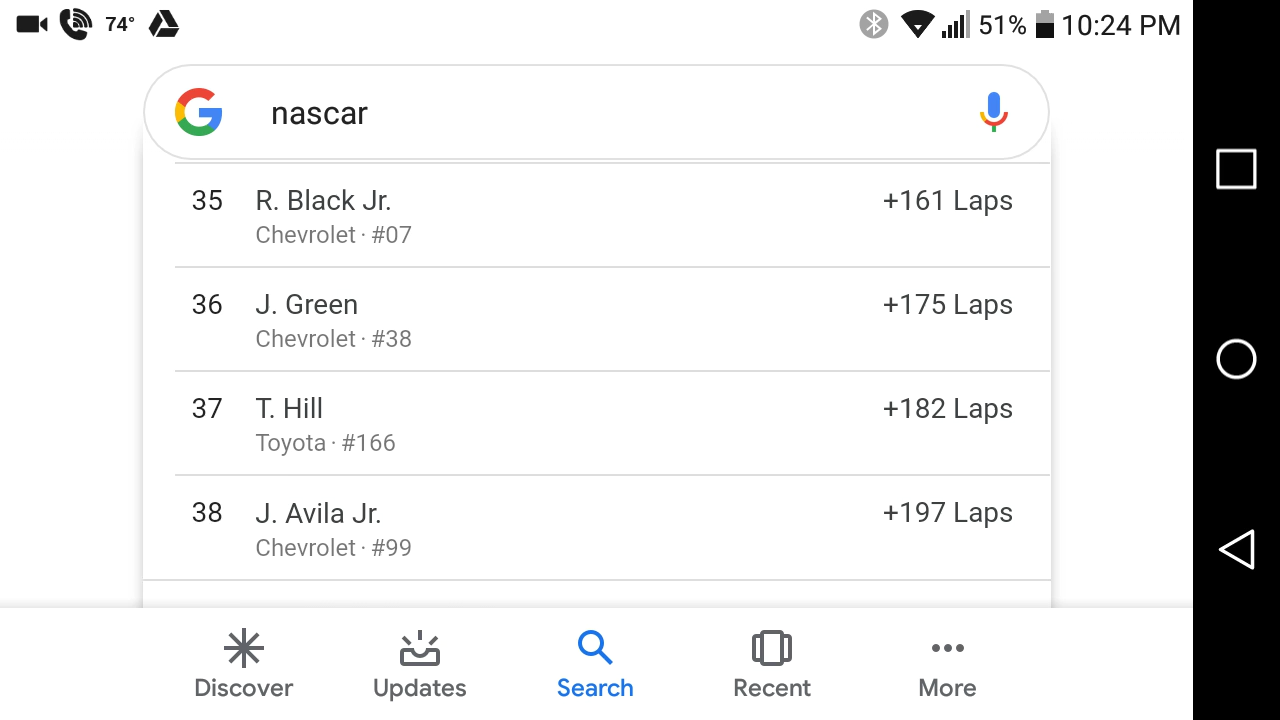 74° 51% 10:24 PM
nascar
35 R. Black Jr. +161 Laps
Chevrolet · #07
36 J. Green +175 Laps
Chevrolet · #38
37 T. Hill +182 Laps
Toyota · #166
38 J. Avila Jr. +197 Laps
Chevrolet · #99
Discover Updates Search Recent More